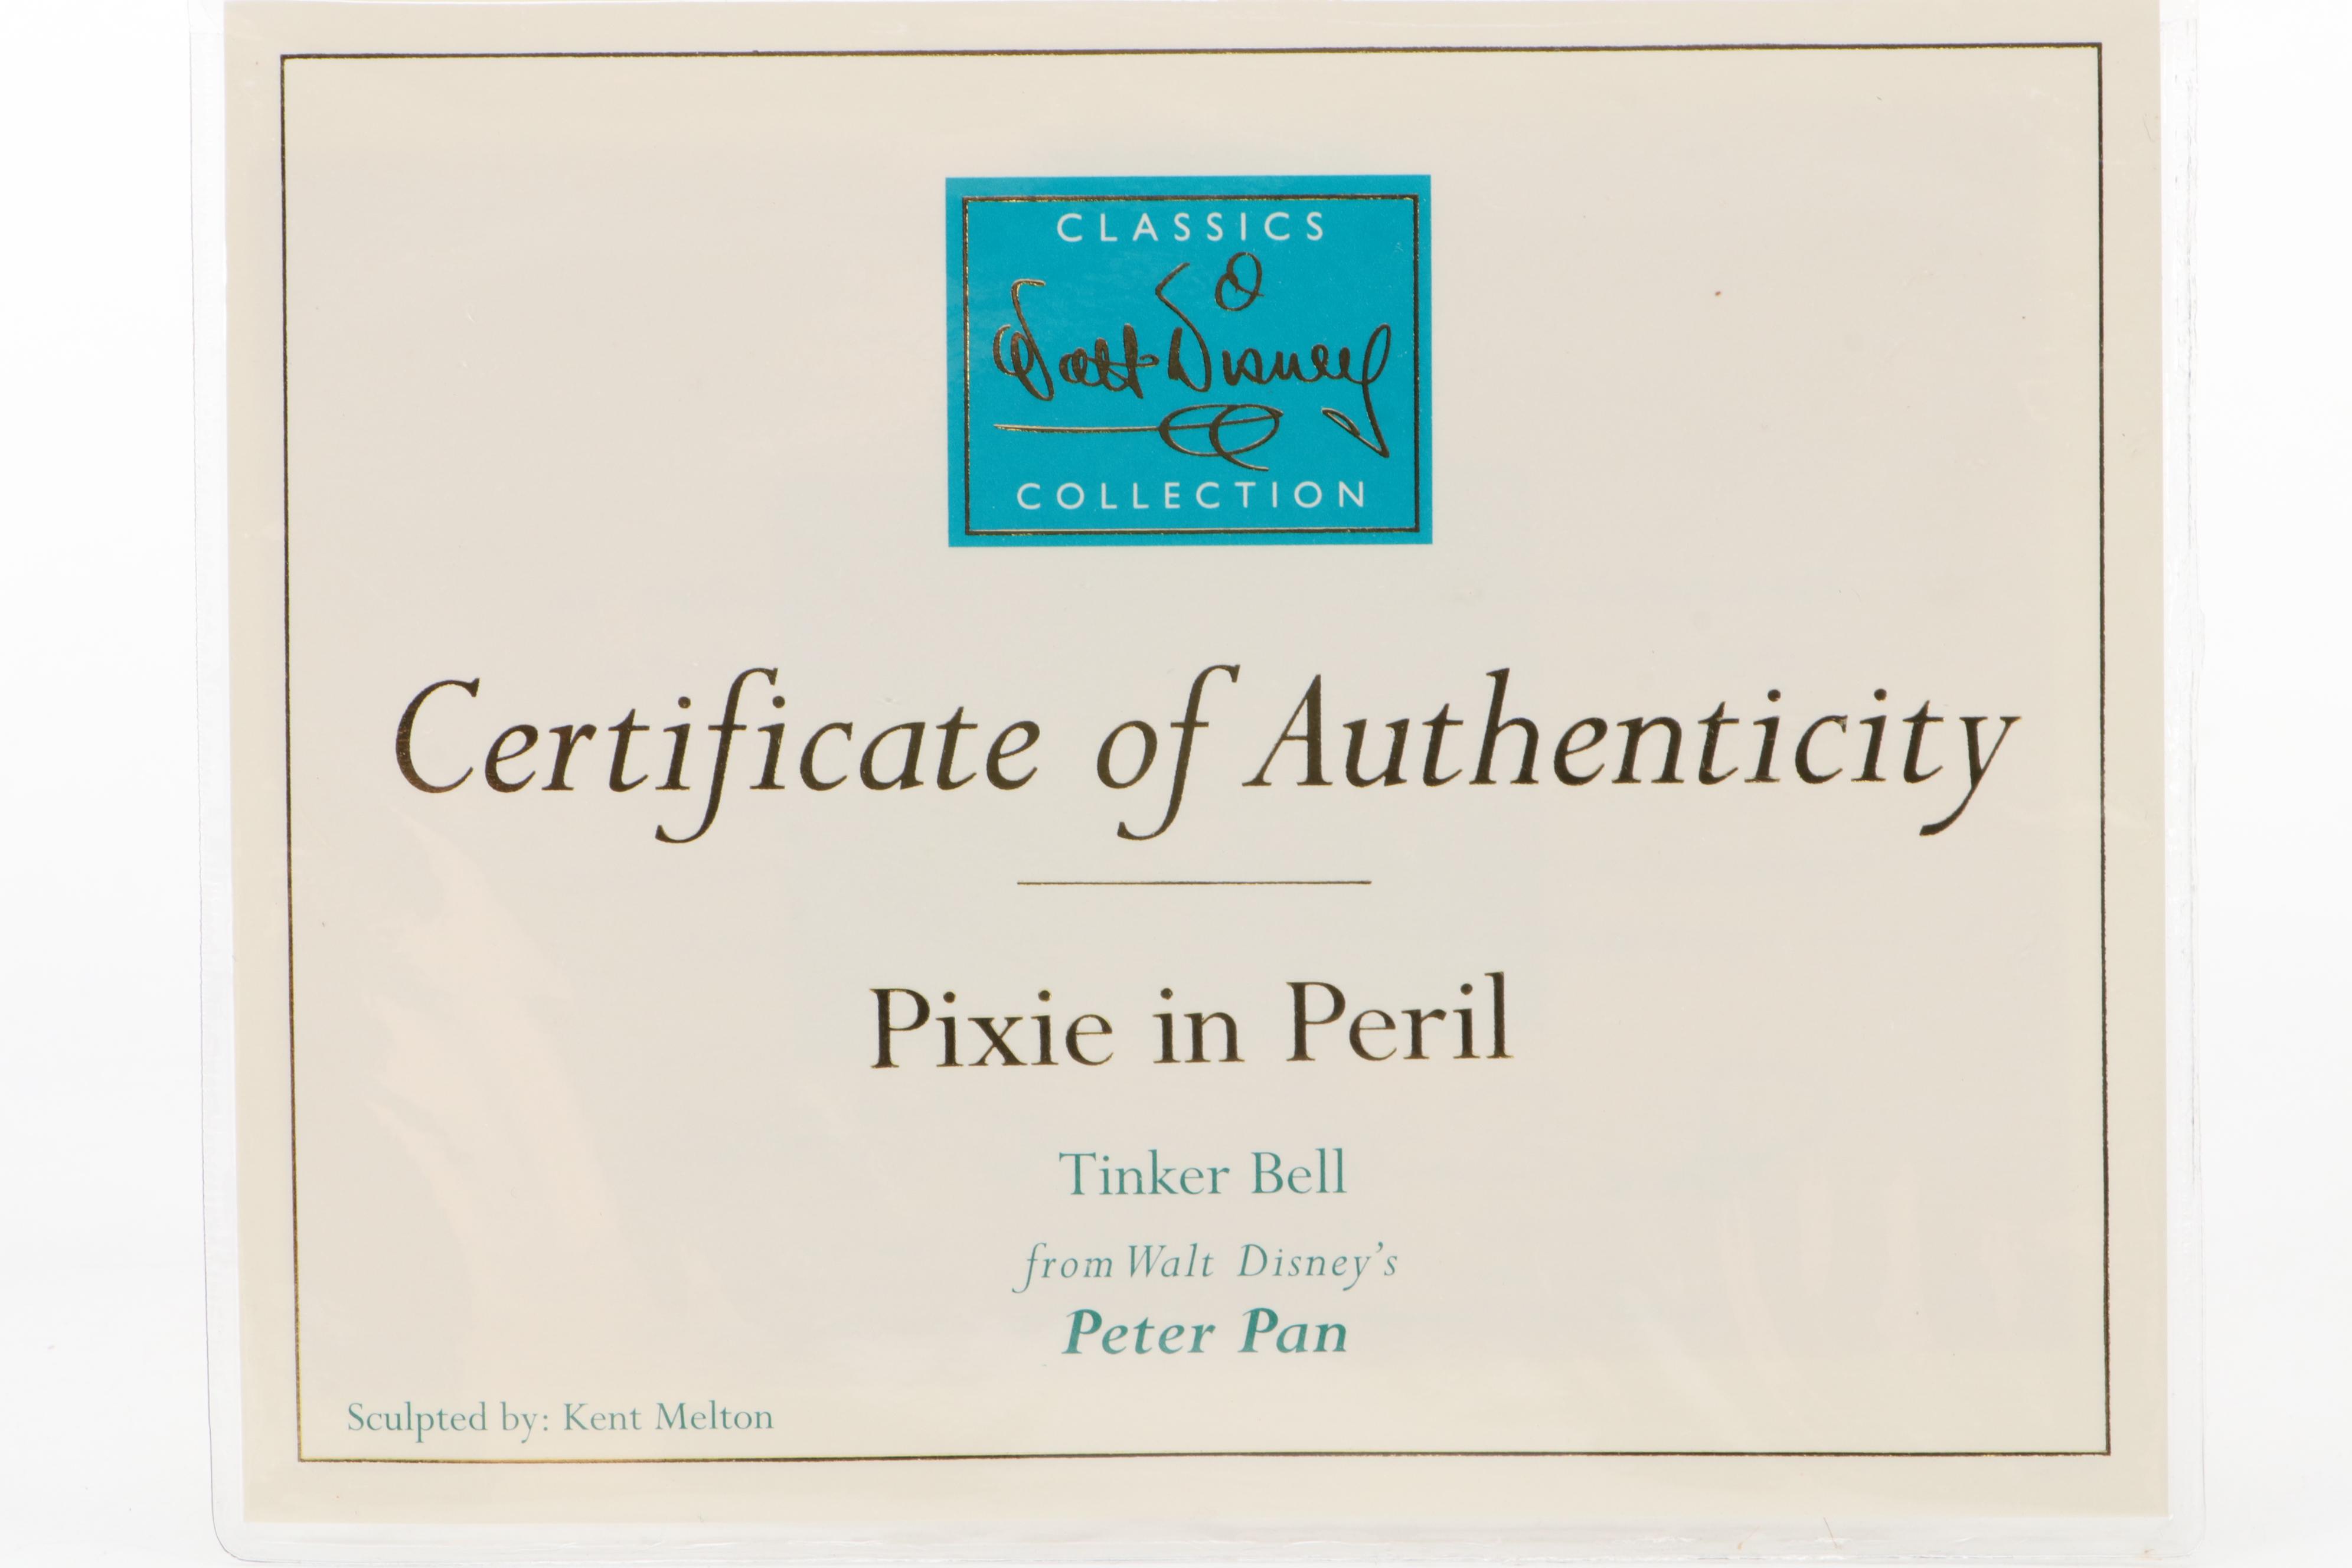 CLASSICS
Walt Disney
COLLECTION
Certificate of Authenticity
Pixie in Peril
Tinker Bell
from Walt Disney's
Peter Pan
Sculpted by: Kent Melton